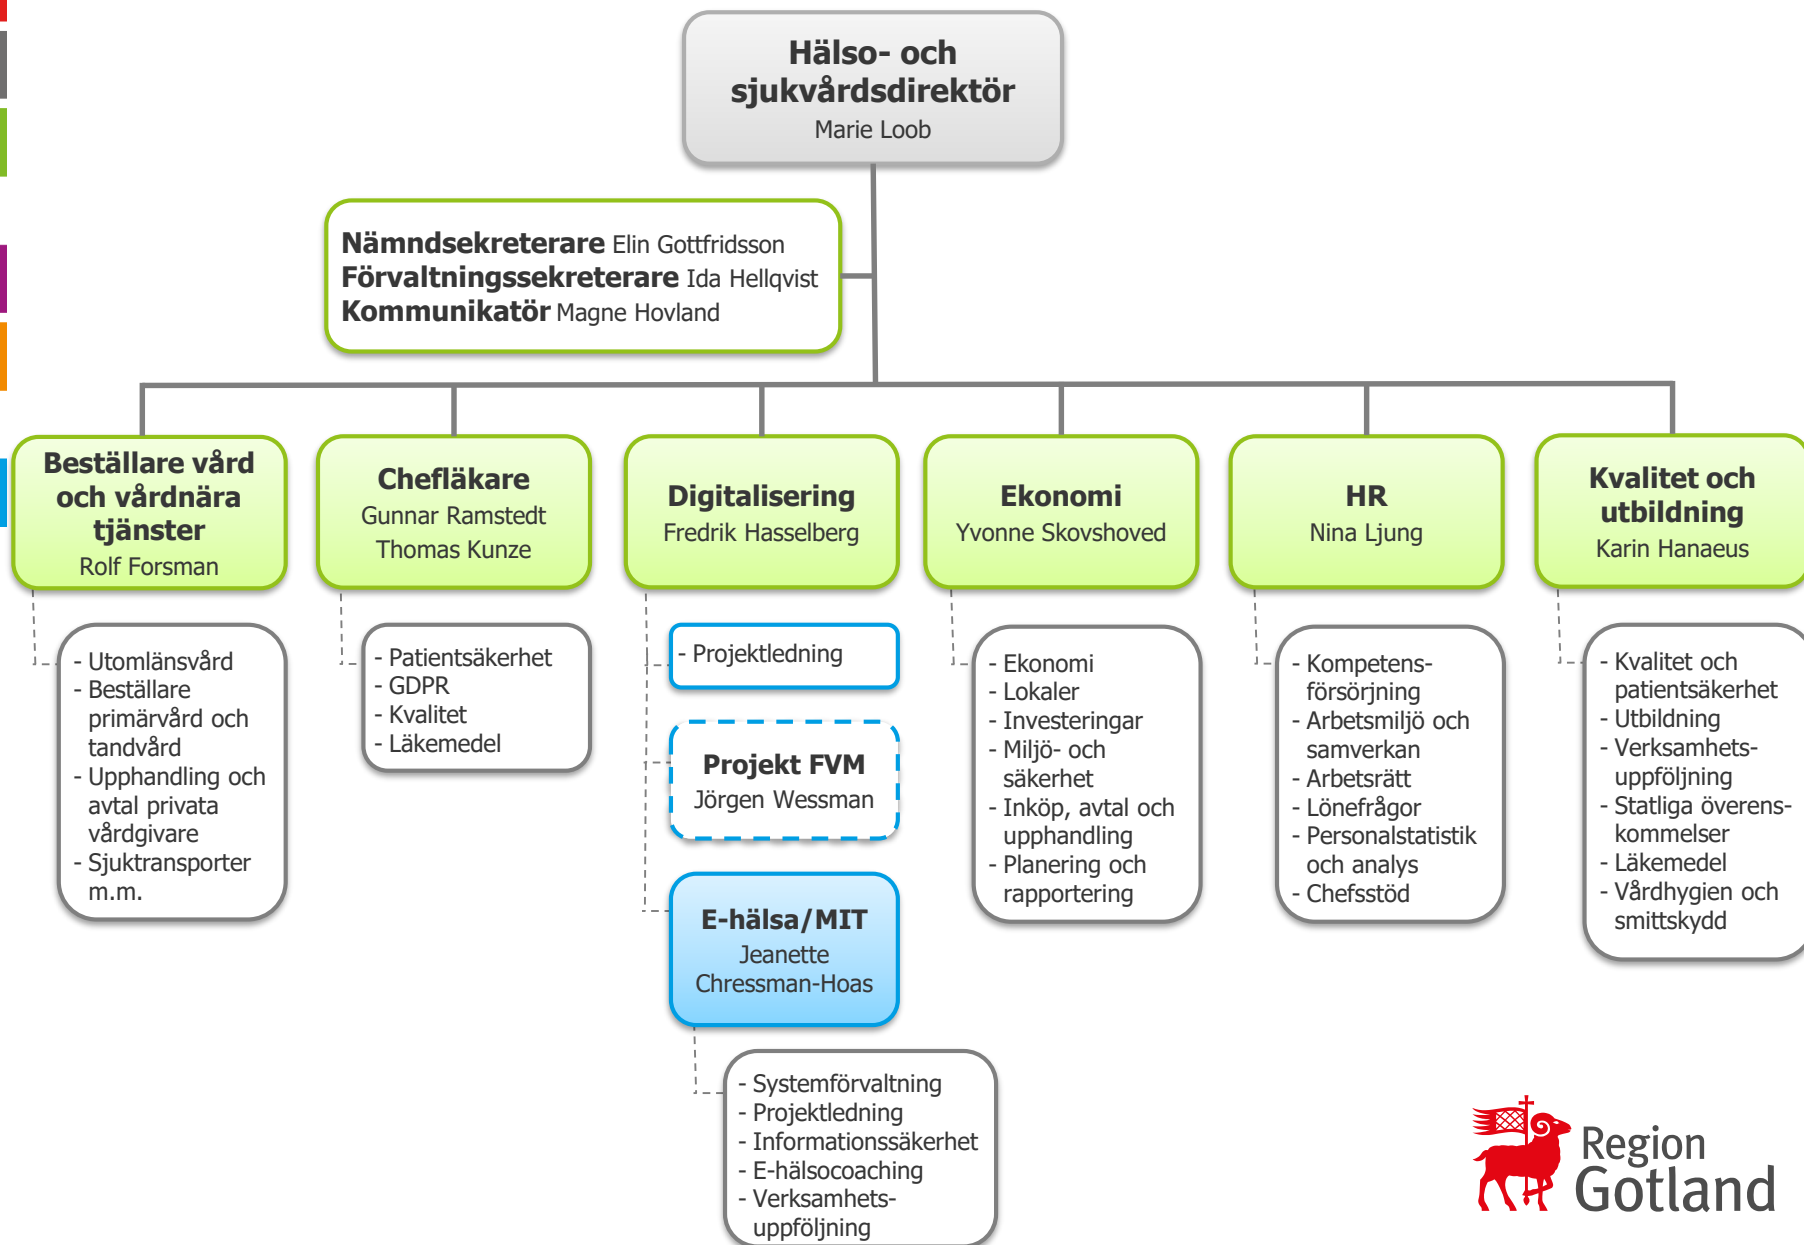 Hälso- och
sjukvårdsdirektör
Marie Loob
Nämndsekreterare Elin Gottfridsson
Förvaltningssekreterare Ida Hellqvist
Kommunikatör Magne Hovland
Beställare vård
och vårdnära
tjänster
Rolf Forsman
- Utomlänsvård
- Beställare
primärvård och
tandvård
- Upphandling och
avtal privata
vårdgivare
- Sjuktransporter
m.m.
Chefläkare
Gunnar Ramstedt
Thomas Kunze
- Patientsäkerhet
- GDPR
- Kvalitet
- Läkemedel
Digitalisering
Fredrik Hasselberg
- Projektledning
Projekt FVM
Jörgen Wessman
E-hälsa/MIT
Jeanette
Chressman-Hoas
- Systemförvaltning
- Projektledning
- Informationssäkerhet
- E-hälsocoaching
- Verksamhets-
uppföljning
Ekonomi
Yvonne Skovshoved
- Ekonomi
- Lokaler
- Investeringar
- Miljö- och
säkerhet
- Inköp, avtal och
upphandling
- Planering och
rapportering
HR
Nina Ljung
- Kompetens-
försörjning
- Arbetsmiljö och
samverkan
- Arbetsrätt
- Lönefrågor
- Personalstatistik
och analys
- Chefsstöd
Kvalitet och
utbildning
Karin Hanaeus
- Kvalitet och
patientsäkerhet
- Utbildning
- Verksamhets-
uppföljning
- Statliga överens-
kommelser
- Läkemedel
- Vårdhygien och
smittskydd
Region
Gotland